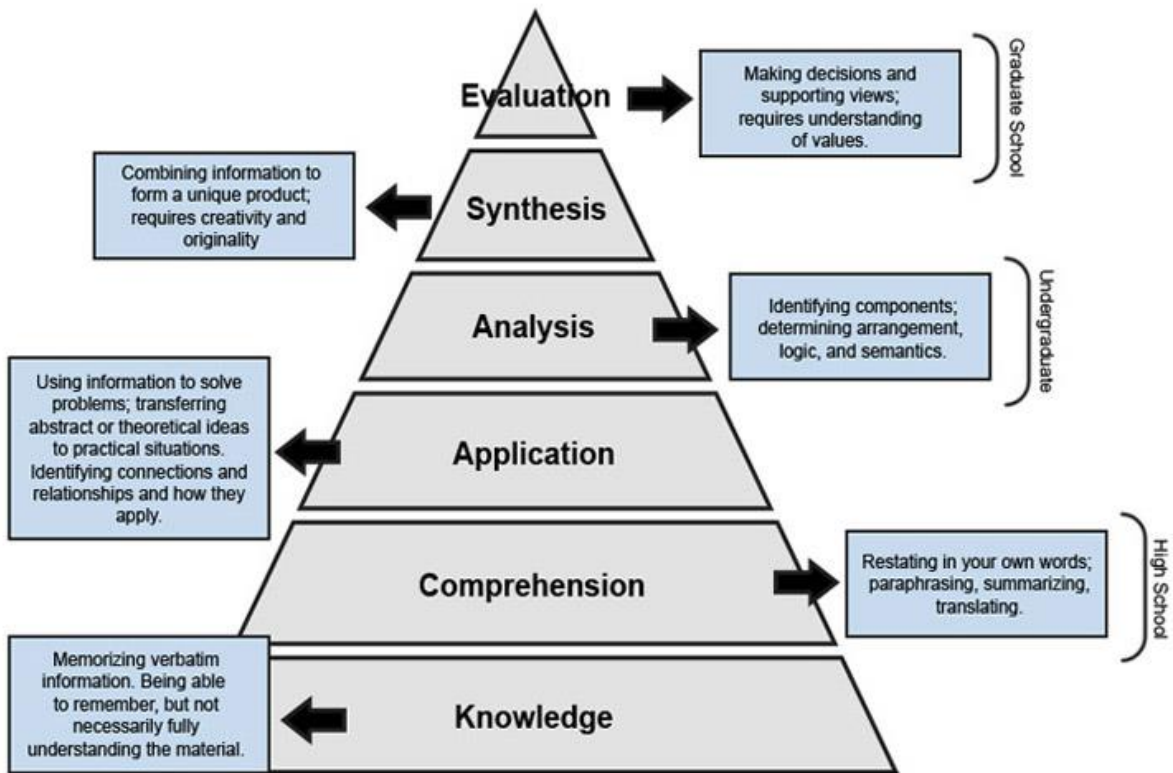 Evaluation
Making decisions and
supporting views;
requires understanding
of values.
Graduate School
Combining information to
form a unique product;
requires creativity and
originality
Synthesis
Analysis
Identifying components;
determining arrangement,
logic, and semantics.
Undergraduate
Using information to solve
problems; transferring
abstract or theoretical ideas
to practical situations.
Identifying connections and
relationships and how they
apply.
Application
Comprehension
Restating in your own words;
paraphrasing, summarizing,
translating.
High School
Memorizing verbatim
information. Being able
to remember, but not
necessarily fully
understanding the material.
Knowledge